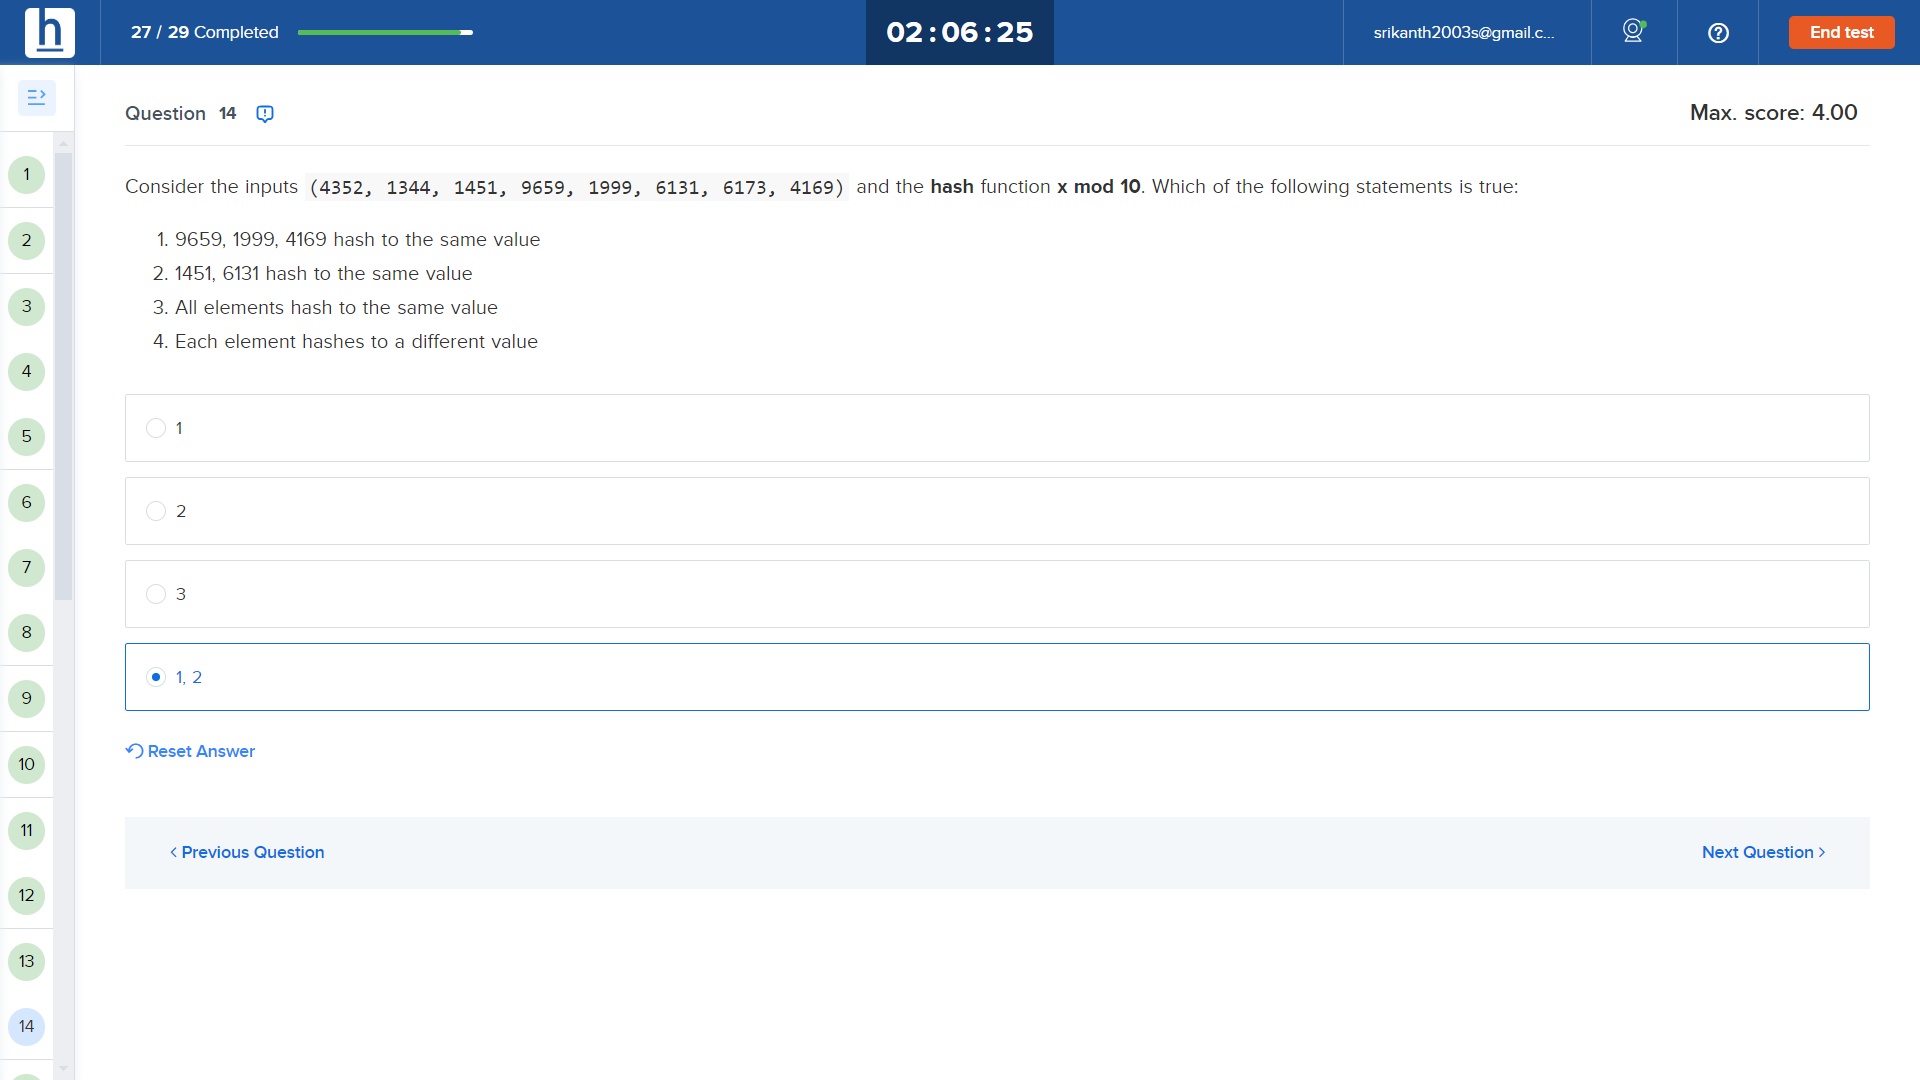 h
27 / 29 Completed
02 : 06 : 25
srikanth2003s@gmail.c...
End test
Question 14
Max. score: 4.00
Consider the inputs (4352, 1344, 1451, 9659, 1999, 6131, 6173, 4169) and the hash function x mod 10. Which of the following statements is true:
1. 9659, 1999, 4169 hash to the same value
2. 1451, 6131 hash to the same value
3. All elements hash to the same value
4. Each element hashes to a different value
1
2
3
1, 2
Reset Answer
< Previous Question
Next Question >
1
2
3
4
5
6
7
8
9
10
11
12
13
14